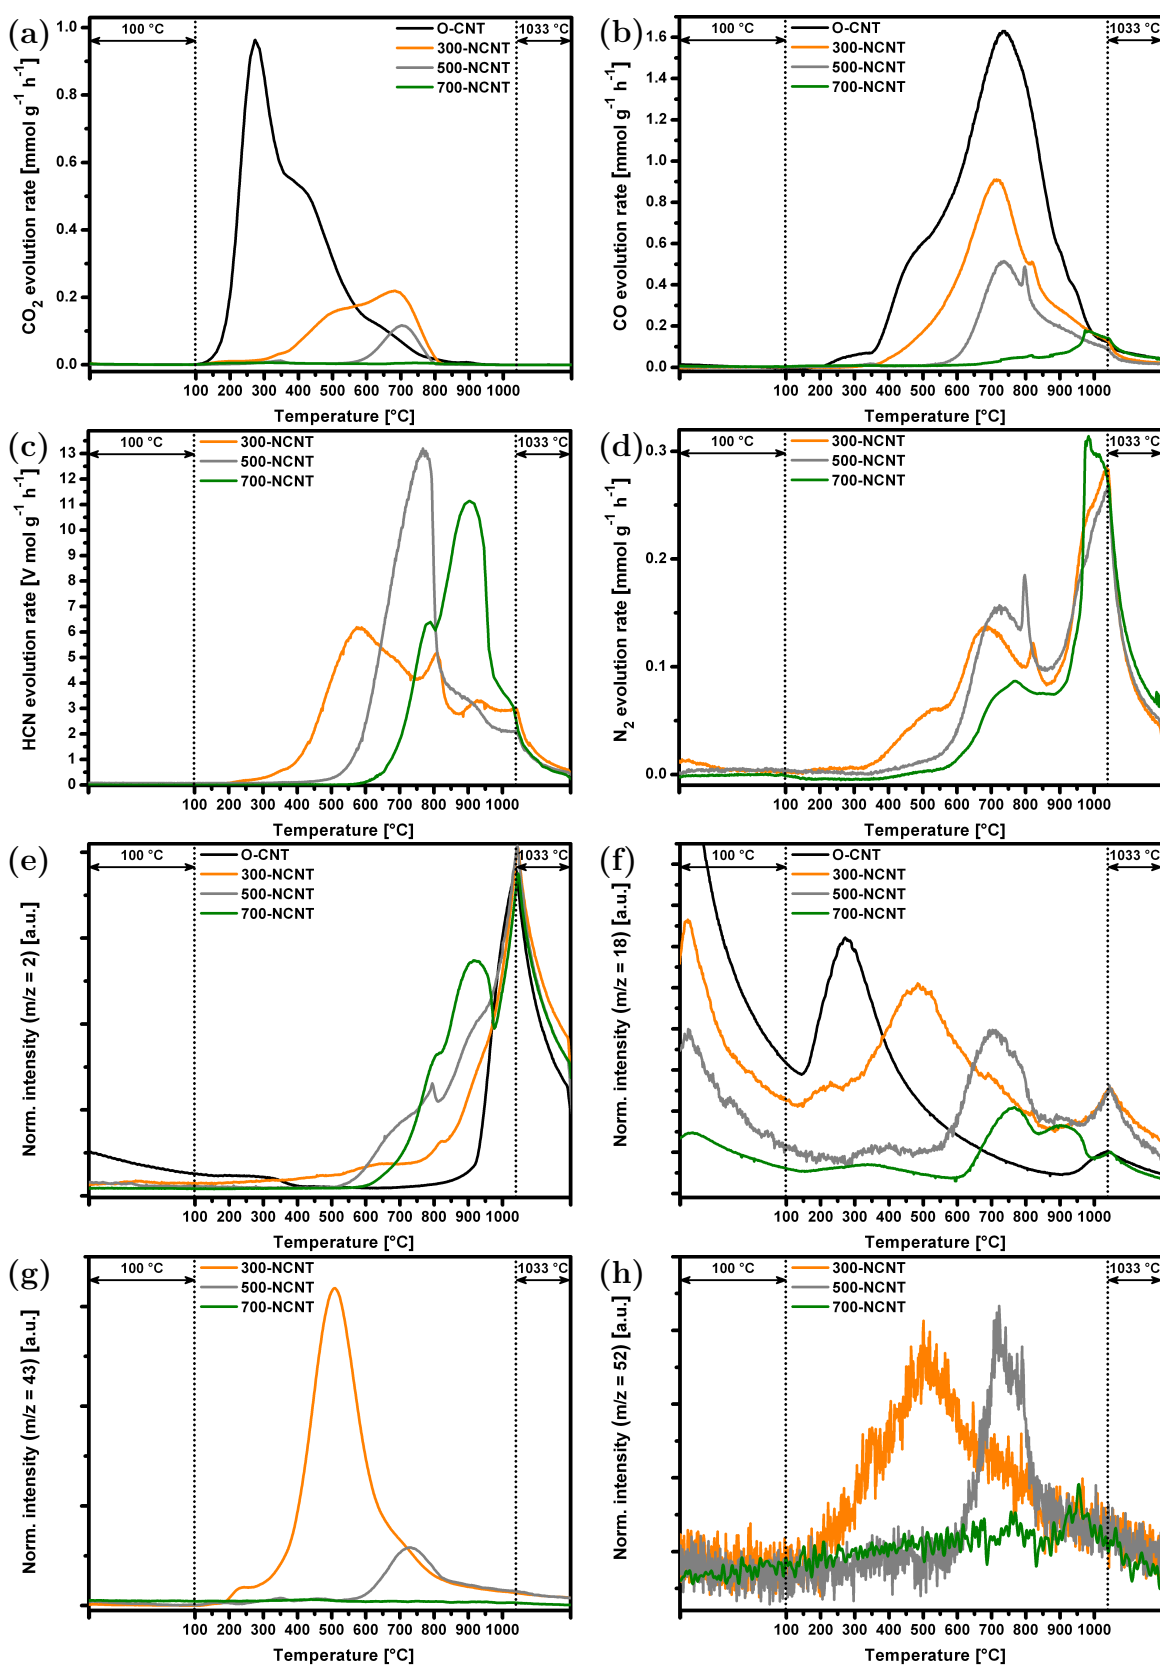 (a)
100 °C
1033 °C
O-CNT
300-NCNT
500-NCNT
700-NCNT
CO2 evolution rate [mmol g-1 h-1]
1.0
0.8
0.6
0.4
0.2
0.0
100 200 300 400 500 600 700 800 900 1000
Temperature [°C]
(b)
100 °C
1033 °C
O-CNT
300-NCNT
500-NCNT
700-NCNT
CO evolution rate [mmol g-1 h-1]
1.6
1.4
1.2
1.0
0.8
0.6
0.4
0.2
0.0
100 200 300 400 500 600 700 800 900 1000
Temperature [°C]
(c)
100 °C
1033 °C
300-NCNT
500-NCNT
700-NCNT
HCN evolution rate [V mol g-1 h-1]
13
12
11
10
9
8
7
6
5
4
3
2
1
0
100 200 300 400 500 600 700 800 900 1000
Temperature [°C]
(d)
100 °C
1033 °C
300-NCNT
500-NCNT
700-NCNT
N2 evolution rate [mmol g-1 h-1]
0.3
0.2
0.1
0.0
100 200 300 400 500 600 700 800 900 1000
Temperature [°C]
(e)
100 °C
1033 °C
O-CNT
300-NCNT
500-NCNT
700-NCNT
Norm. intensity (m/z = 2) [a.u.]
100 200 300 400 500 600 700 800 900 1000
Temperature [°C]
(f)
100 °C
1033 °C
O-CNT
300-NCNT
500-NCNT
700-NCNT
Norm. intensity (m/z = 18) [a.u.]
100 200 300 400 500 600 700 800 900 1000
Temperature [°C]
(g)
100 °C
1033 °C
300-NCNT
500-NCNT
700-NCNT
Norm. intensity (m/z = 43) [a.u.]
100 200 300 400 500 600 700 800 900 1000
Temperature [°C]
(h)
100 °C
1033 °C
300-NCNT
500-NCNT
700-NCNT
Norm. intensity (m/z = 52) [a.u.]
100 200 300 400 500 600 700 800 900 1000
Temperature [°C]